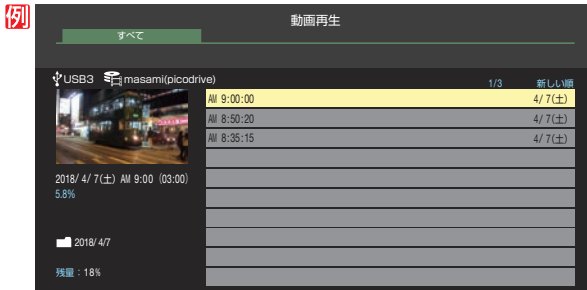 例
動画再生
すべて
USB3 masami(picodrive)
1/3 新しい順
AM 9:00:00 4/ 7(土)
AM 8:50:20 4/ 7(土)
AM 8:35:15 4/ 7(土)
2018/ 4/ 7(土) AM 9:00 (03:00)
5.8%
2018/ 4/7
残量：18%